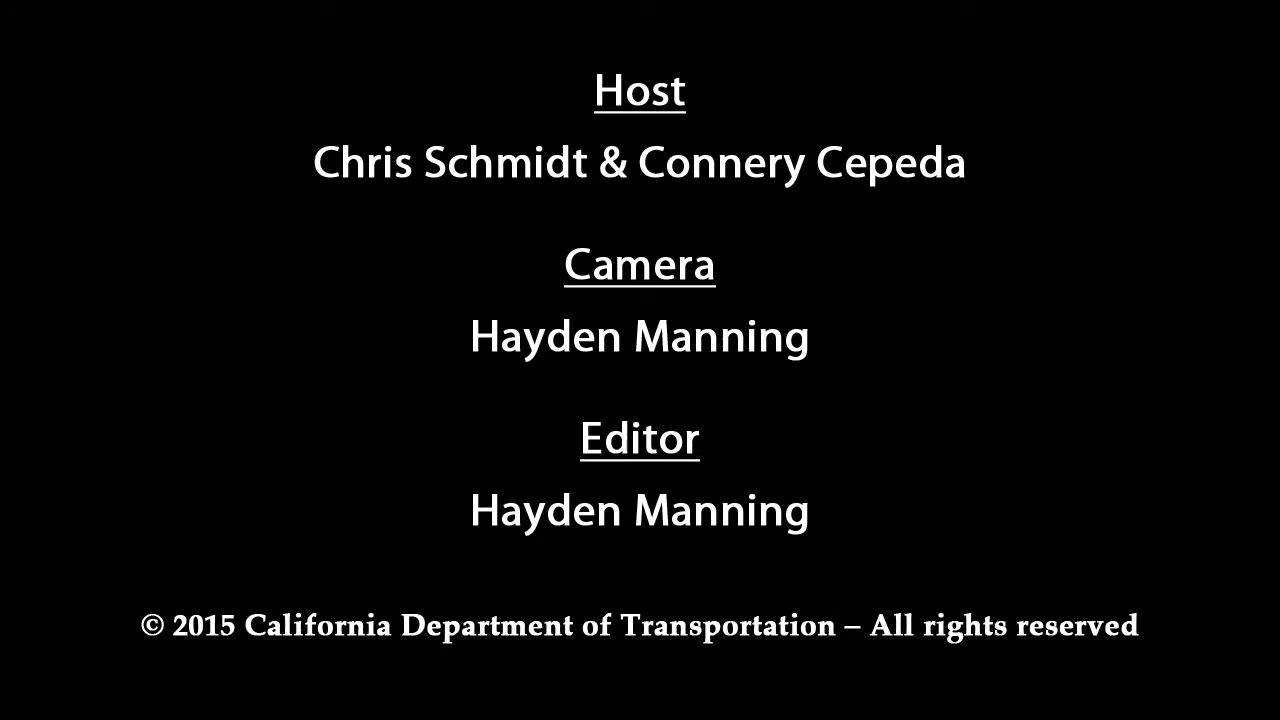 Host
Chris Schmidt & Connery Cepeda
Camera
Hayden Manning
Editor
Hayden Manning
© 2015 California Department of Transportation – All rights reserved